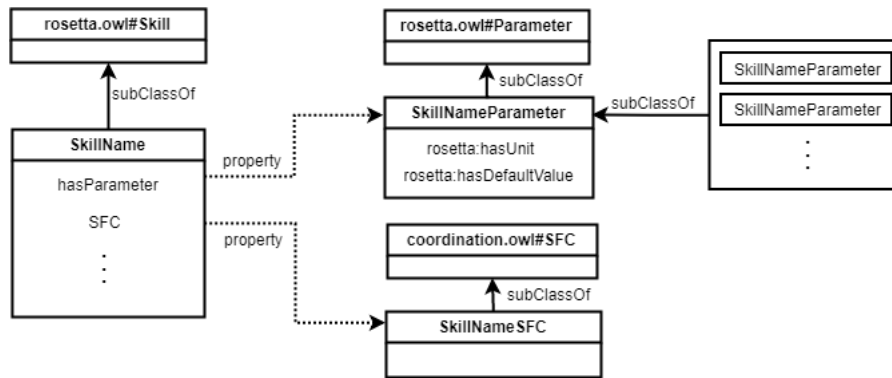 rosetta.owl#Skill
subClassOf
SkillName
hasParameter
SFC
property
property
rosetta.owl#Parameter
subClassOf
SkillNameParameter
rosetta:hasUnit
rosetta:hasDefaultValue
subClassOf
SkillNameParameter
SkillNameParameter
coordination.owl#SFC
subClassOf
SkillNameSFC